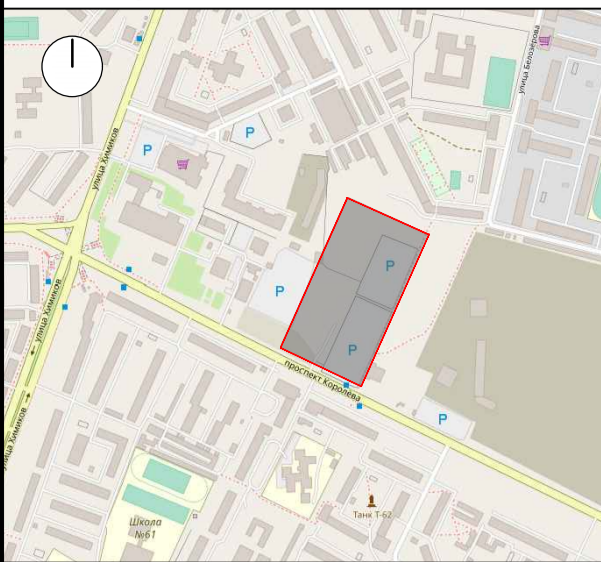 улица Химиков
улица Белозёрова
P
P
P
улица Химиков
P
P
проспект Королёва
P
улица Химиков
Школа
№61
Танк Т-62